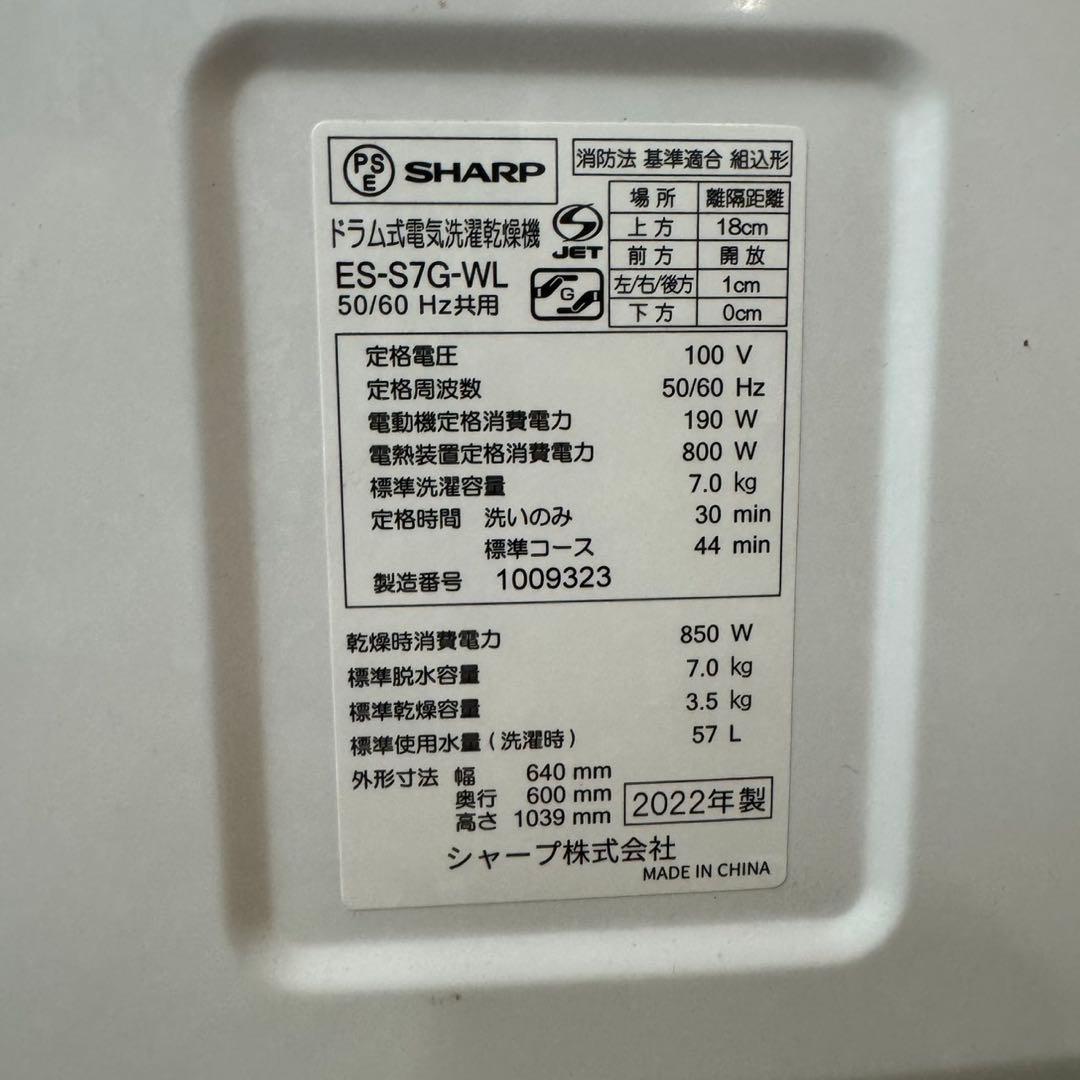 PSE SHARP
消防法 基準適合 組込形
場所 離隔距離
上方 18cm
前方 開放
左/右/後方 1cm
下方 0cm
ドラム式電気洗濯乾燥機
JET
ES-S7G-WL
G
50/60 Hz共用
定格電圧 100 V
定格周波数 50/60 Hz
電動機定格消費電力 190 W
電熱装置定格消費電力 800 W
標準洗濯容量 7.0 kg
定格時間 洗いのみ 30 min
標準コース 44 min
製造番号 1009323
乾燥時消費電力 850 W
標準脱水容量 7.0 kg
標準乾燥容量 3.5 kg
標準使用水量(洗濯時) 57 L
外形寸法 幅 640 mm
奥行 600 mm
高さ 1039 mm
2022年製
シャープ株式会社
MADE IN CHINA